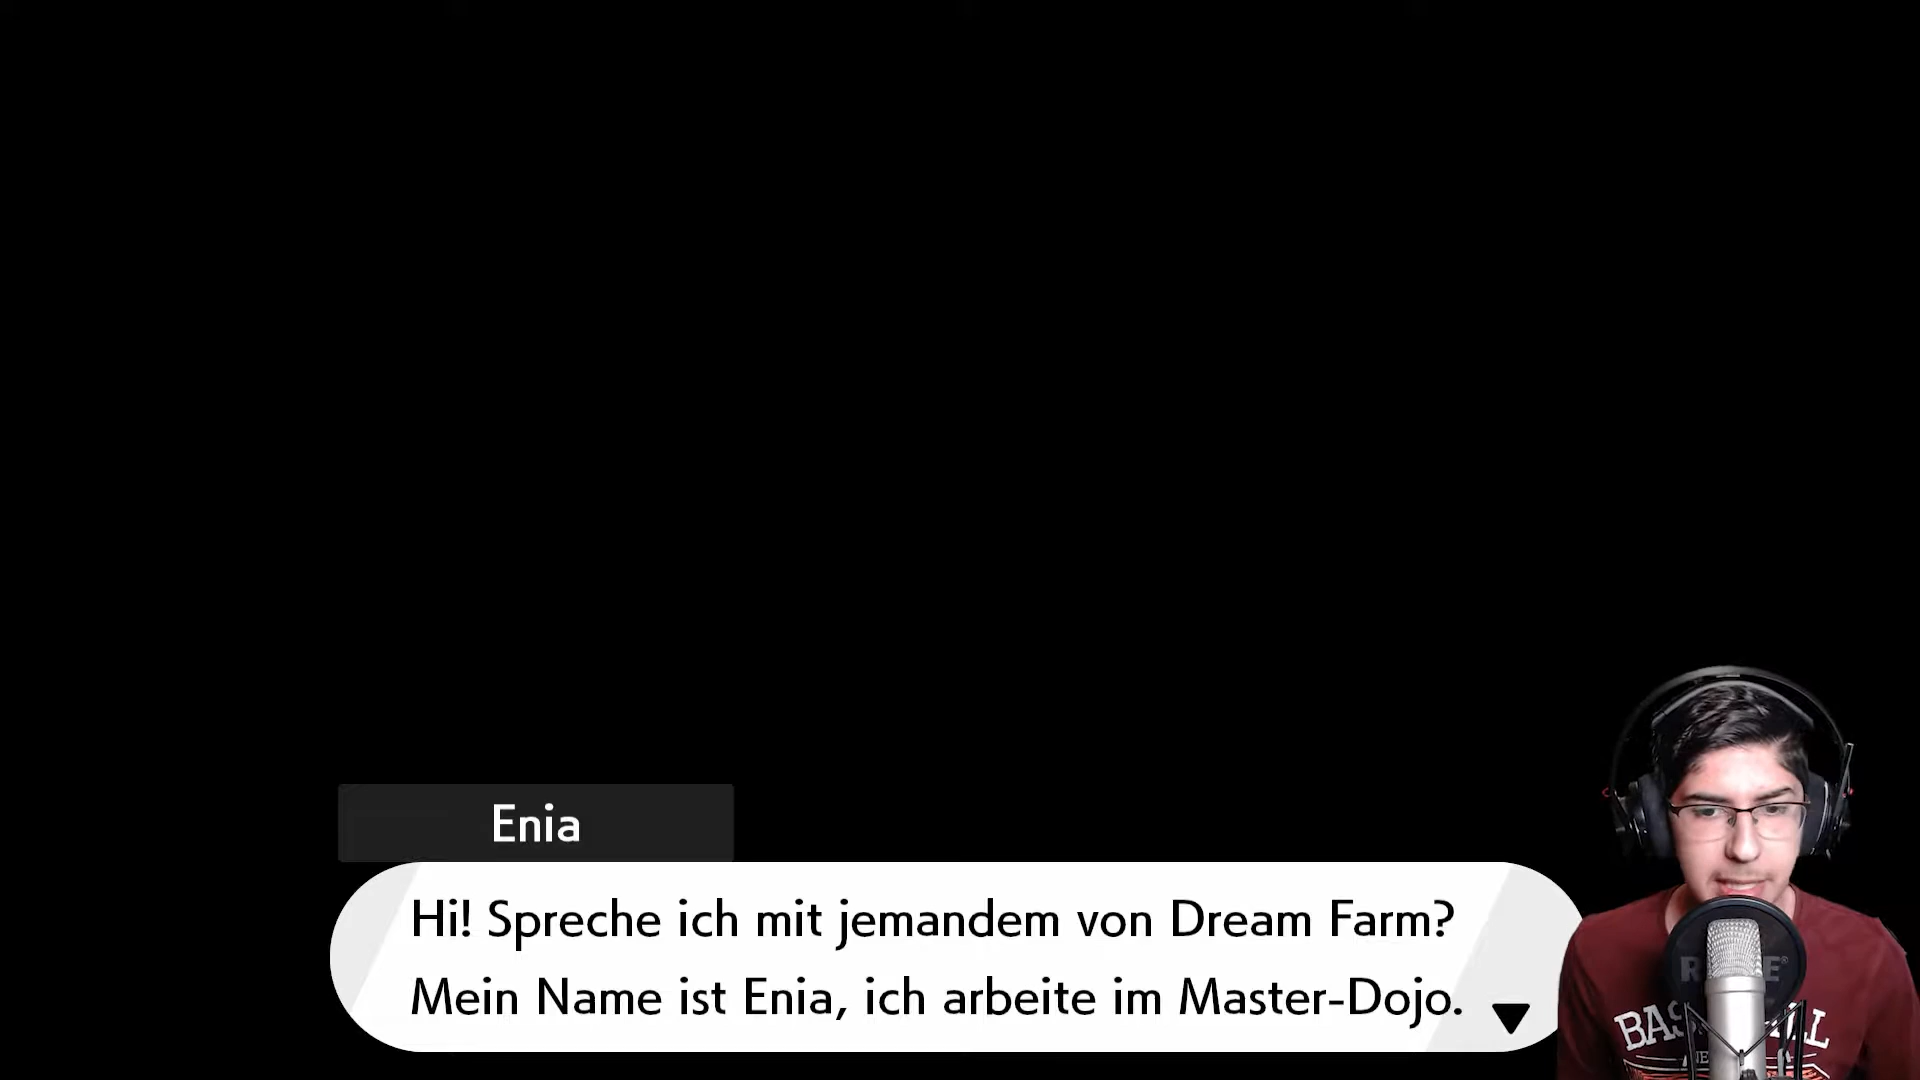 Enia
Hi! Spreche ich mit jemandem von Dream Farm?
Mein Name ist Enia, ich arbeite im Master-Dojo.